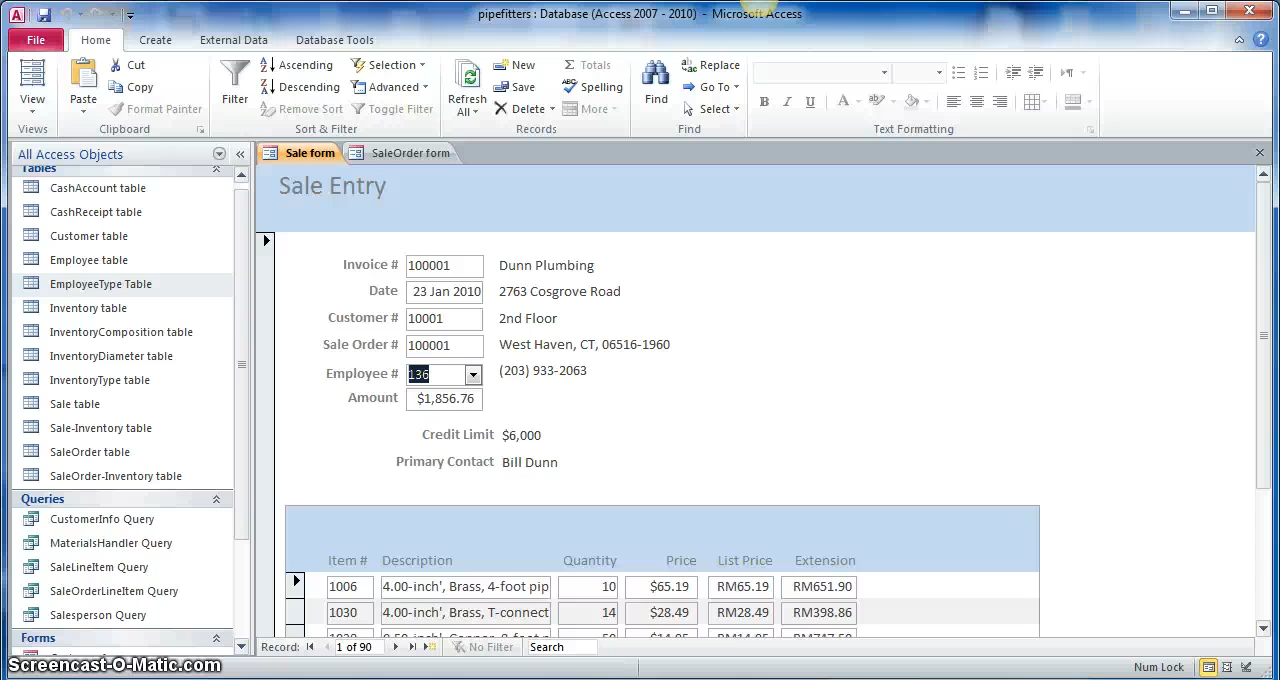 pipefitters : Database (Access 2007 - 2010) - Microsoft Access
File Home Create External Data Database Tools
View
Views
Paste
Cut
Copy
Format Painter
Clipboard
Filter
Ascending
Descending
Remove Sort
Selection
Advanced
Toggle Filter
Sort & Filter
Refresh
All
New
Save
Delete
Totals
Spelling
More
Records
Find
Replace
Go To
Select
Find
B I U
A
ab
Text Formatting
All Access Objects
Tables
CashAccount table
CashReceipt table
Customer table
Employee table
EmployeeType Table
Inventory table
InventoryComposition table
InventoryDiameter table
InventoryType table
Sale table
Sale-Inventory table
SaleOrder table
SaleOrder-Inventory table
Queries
CustomerInfo Query
MaterialsHandler Query
SaleLineItem Query
SaleOrderLineItem Query
Salesperson Query
Forms
Sale form SaleOrder form
Sale Entry
Invoice # 100001 Dunn Plumbing
Date 23 Jan 2010 2763 Cosgrove Road
Customer # 10001 2nd Floor
Sale Order # 100001 West Haven, CT, 06516-1960
Employee # 136 (203) 933-2063
Amount $1,856.76
Credit Limit $6,000
Primary Contact Bill Dunn
Item # Description Quantity Price List Price Extension
1006 4.00-inch', Brass, 4-foot pip 10 $65.19 RM65.19 RM651.90
1030 4.00-inch', Brass, T-connect 14 $28.49 RM28.49 RM398.86
Record: 1 of 90 No Filter Search
Num Lock
Screencast-O-Matic.com